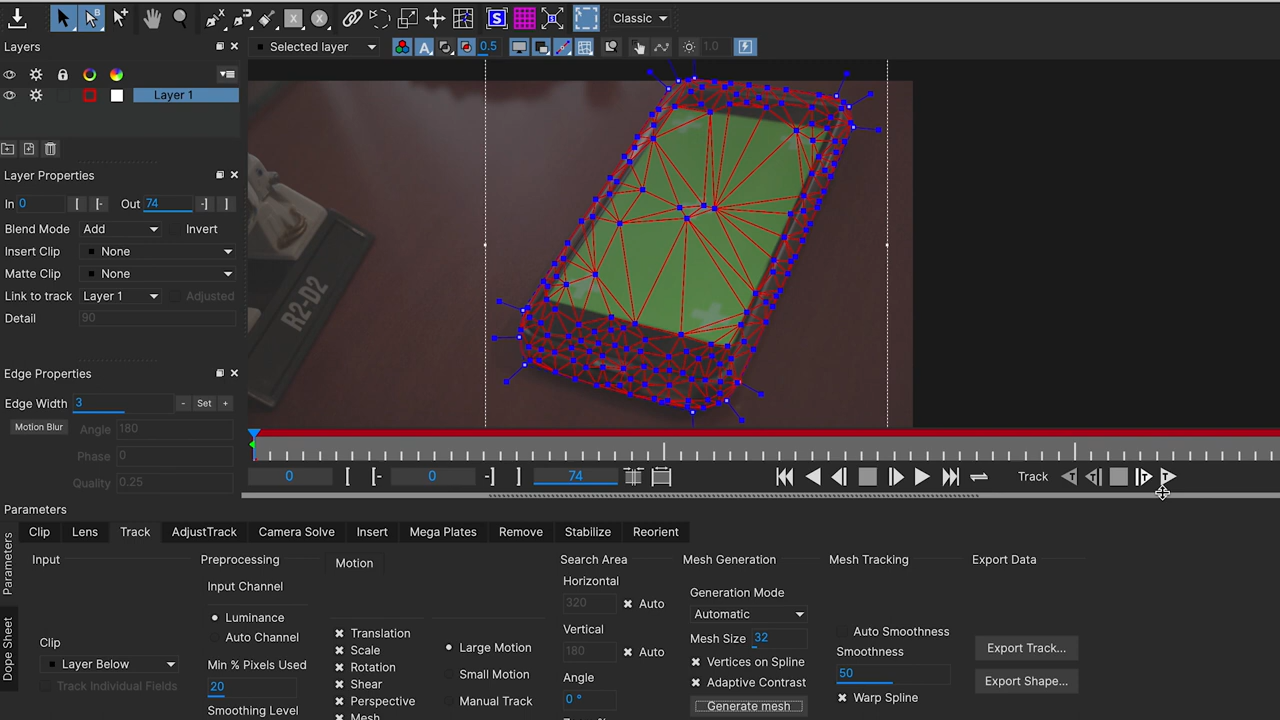 Classic
Layers
Selected layer
A
0.5
S
1.0
Layer 1
Layer Properties
In 0 [ [- Out 74 -] ]
Blend Mode Add Invert
Insert Clip None
Matte Clip None
Link to track Layer 1 Adjusted
Detail 90
R2-D2
Edge Properties
Edge Width 3 - Set +
Motion Blur Angle 180
Phase 0
Quality 0.25
0 [ [- 0 -] ] 74 Track
Parameters
Clip Lens Track AdjustTrack Camera Solve Insert Mega Plates Remove Stabilize Reorient
Parameters
Dope Sheet
Input
Clip
Layer Below
Track Individual Fields
Preprocessing
Input Channel
Luminance
Auto Channel
Min % Pixels Used
20
Smoothing Level
Motion
Translation
Scale
Rotation
Shear
Perspective
Mesh
Large Motion
Small Motion
Manual Track
Search Area
Horizontal
320 Auto
Vertical
180 Auto
Angle
0 °
Mesh Generation
Generation Mode
Automatic
Mesh Size 32
Vertices on Spline
Adaptive Contrast
Generate mesh
Mesh Tracking
Auto Smoothness
Smoothness
50
Warp Spline
Export Data
Export Track...
Export Shape...